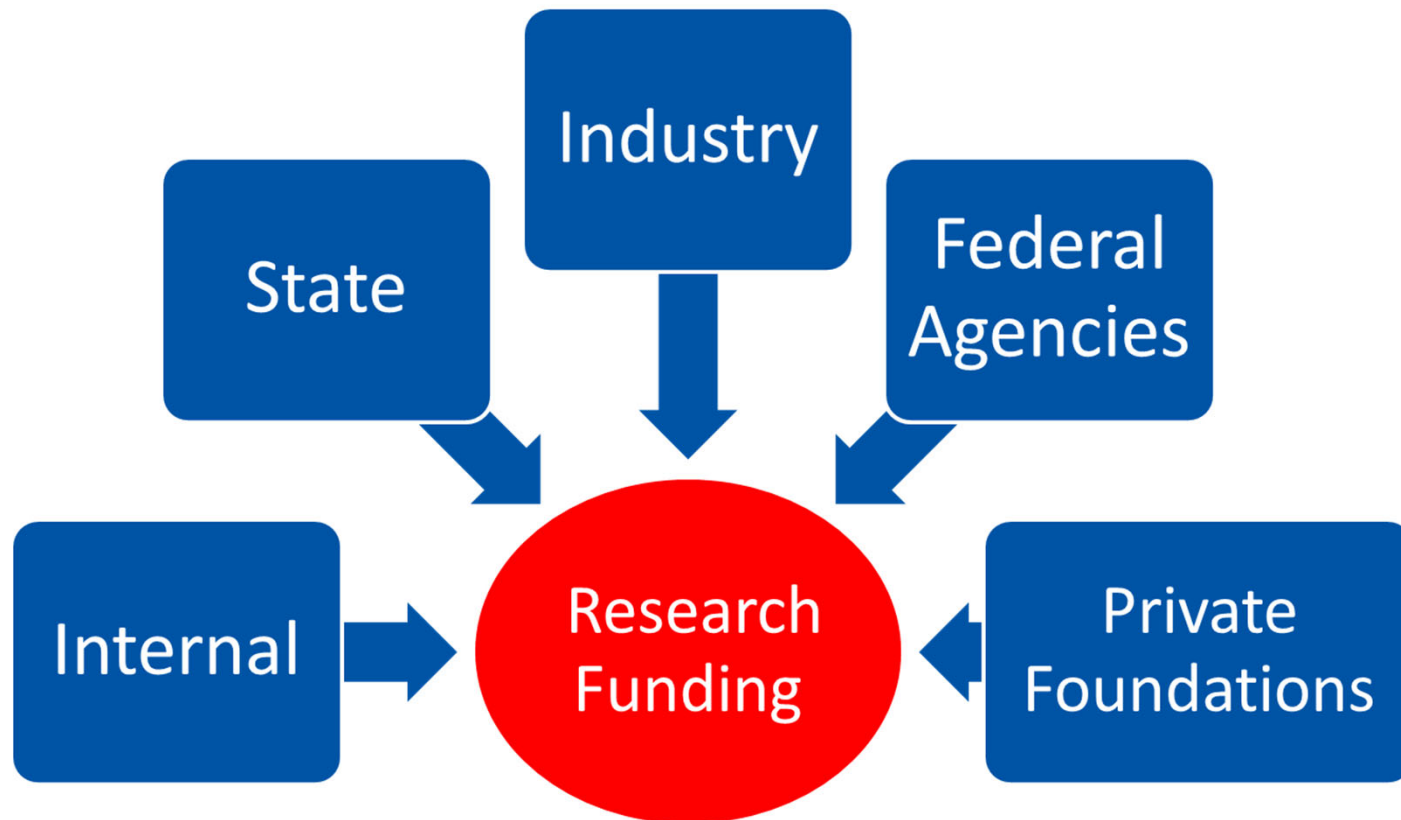 Industry
State
Federal
Agencies
Internal
Research
Funding
Private
Foundations